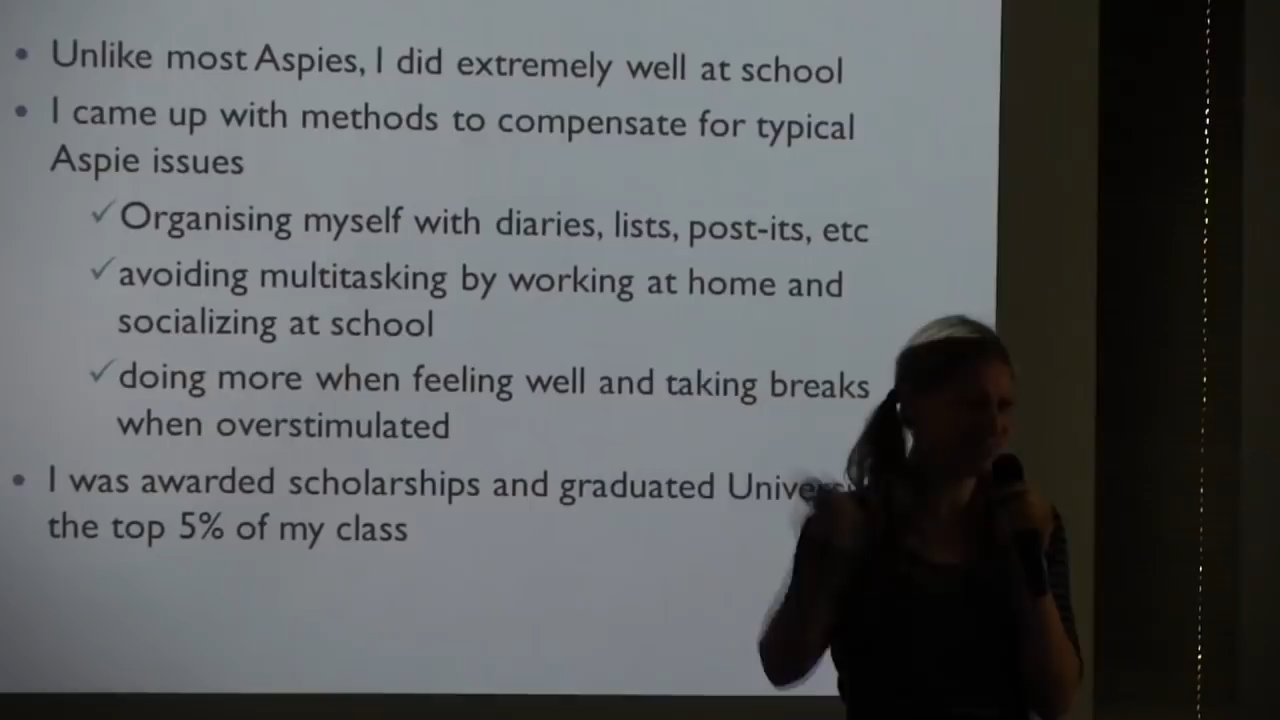 Unlike most Aspies, I did extremely well at school
I came up with methods to compensate for typical
Aspie issues
Organising myself with diaries, lists, post-its, etc
avoiding multitasking by working at home and
socializing at school
doing more when feeling well and taking breaks
when overstimulated
I was awarded scholarships and graduated
the top 5% of my class